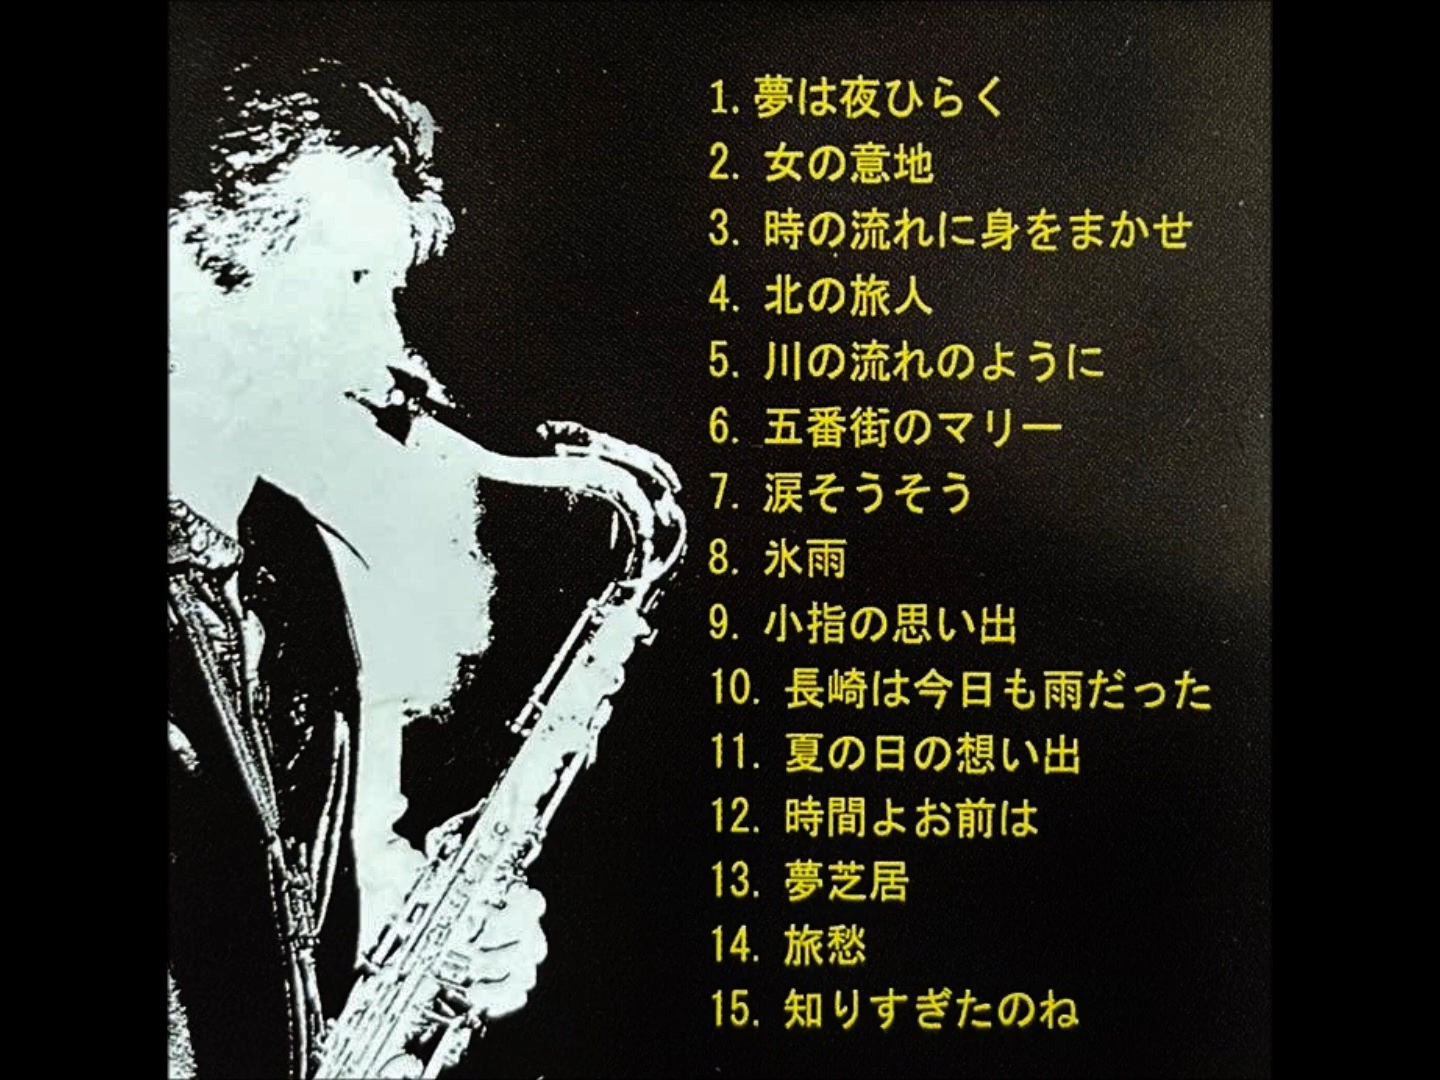 1. 夢は夜ひらく
2. 女の意地
3. 時の流れに身をまかせ
4. 北の旅人
5. 川の流れのように
6. 五番街のマリー
7. 涙そうそう
8. 氷雨
9. 小指の思い出
10. 長崎は今日も雨だった
11. 夏の日の想い出
12. 時間よお前は
13. 夢芝居
14. 旅愁
15. 知りすぎたのね